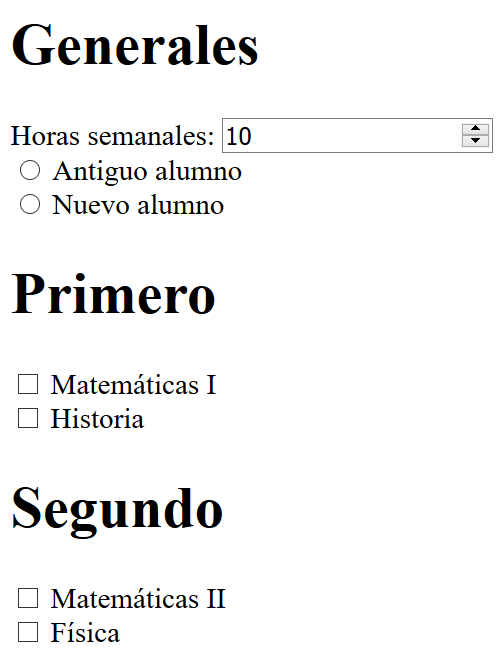 Generales
Horas semanales: 10
Antiguo alumno
Nuevo alumno
Primero
Matemáticas I
Historia
Segundo
Matemáticas II
Física